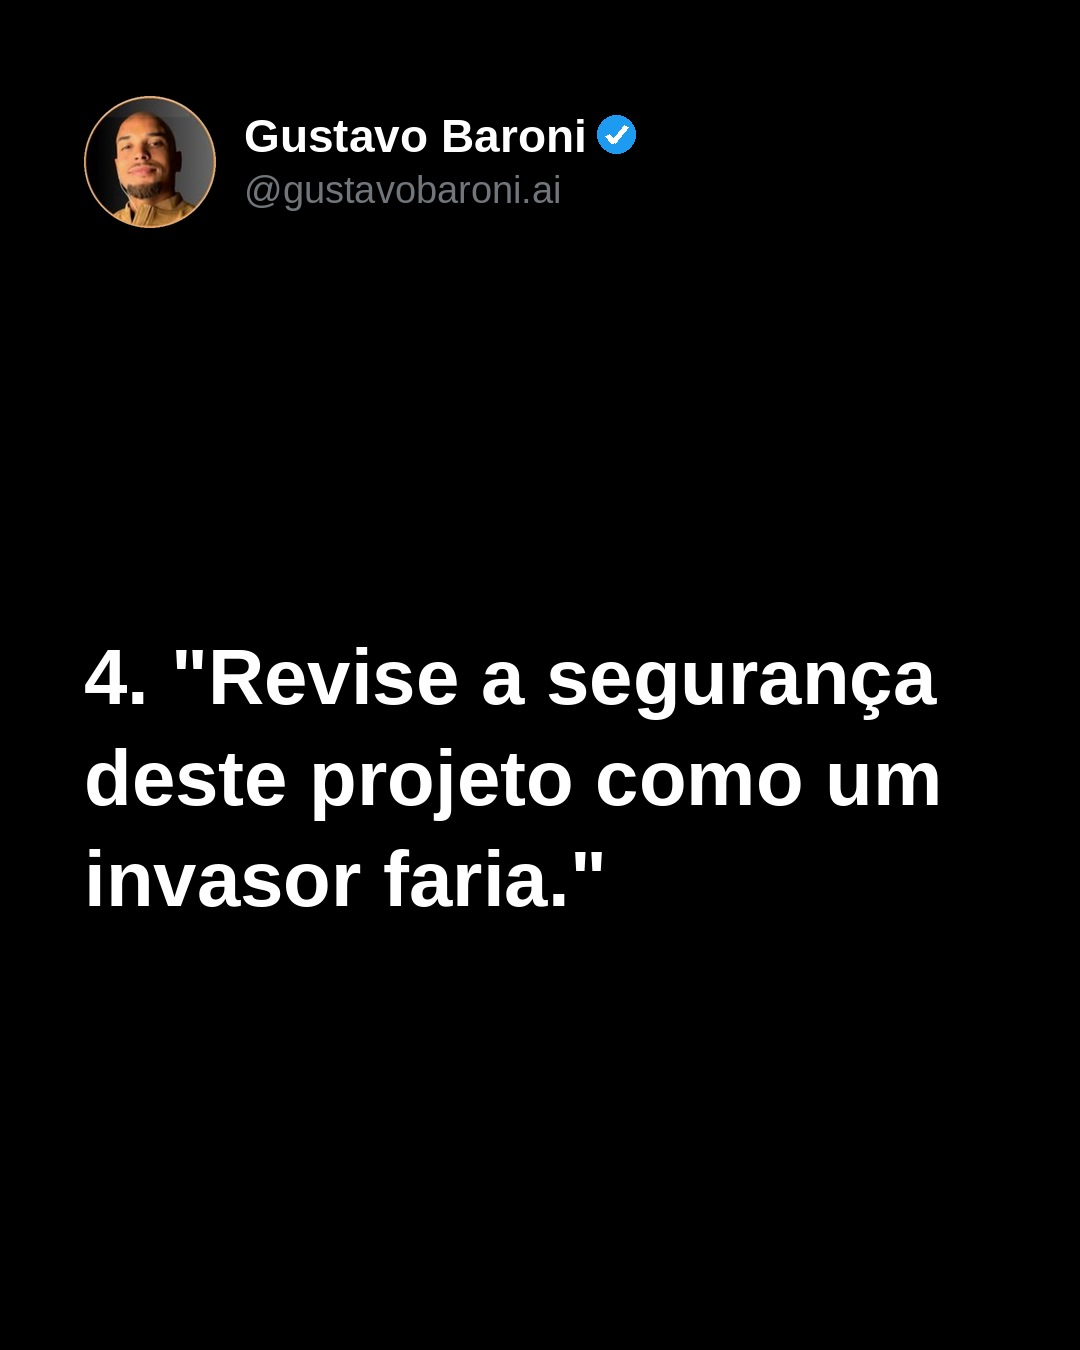 Gustavo Baroni
@gustavobaroni.ai
4. "Revise a segurança
deste projeto como um
invasor faria."